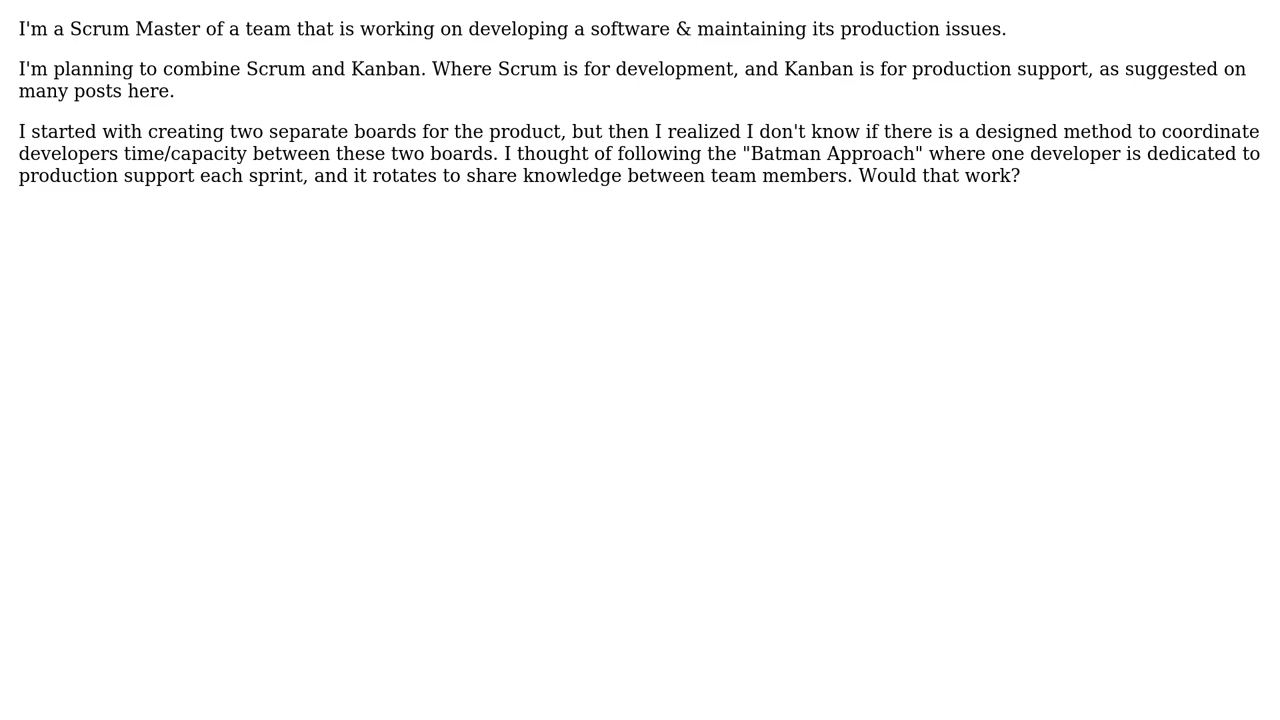 I'm a Scrum Master of a team that is working on developing a software & maintaining its production issues.
I'm planning to combine Scrum and Kanban. Where Scrum is for development, and Kanban is for production support, as suggested on
many posts here.
I started with creating two separate boards for the product, but then I realized I don't know if there is a designed method to coordinate
developers time/capacity between these two boards. I thought of following the "Batman Approach" where one developer is dedicated to
production support each sprint, and it rotates to share knowledge between team members. Would that work?